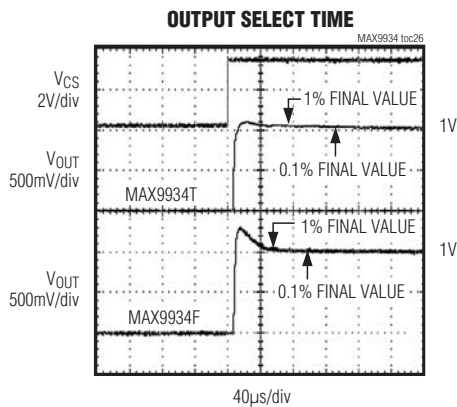 OUTPUT SELECT TIME
MAX9934 toc26
VCS
2V/div
1% FINAL VALUE
1V
VOUT
500mV/div
0.1% FINAL VALUE
MAX9934T
1% FINAL VALUE
1V
VOUT
500mV/div
0.1% FINAL VALUE
MAX9934F
40µs/div